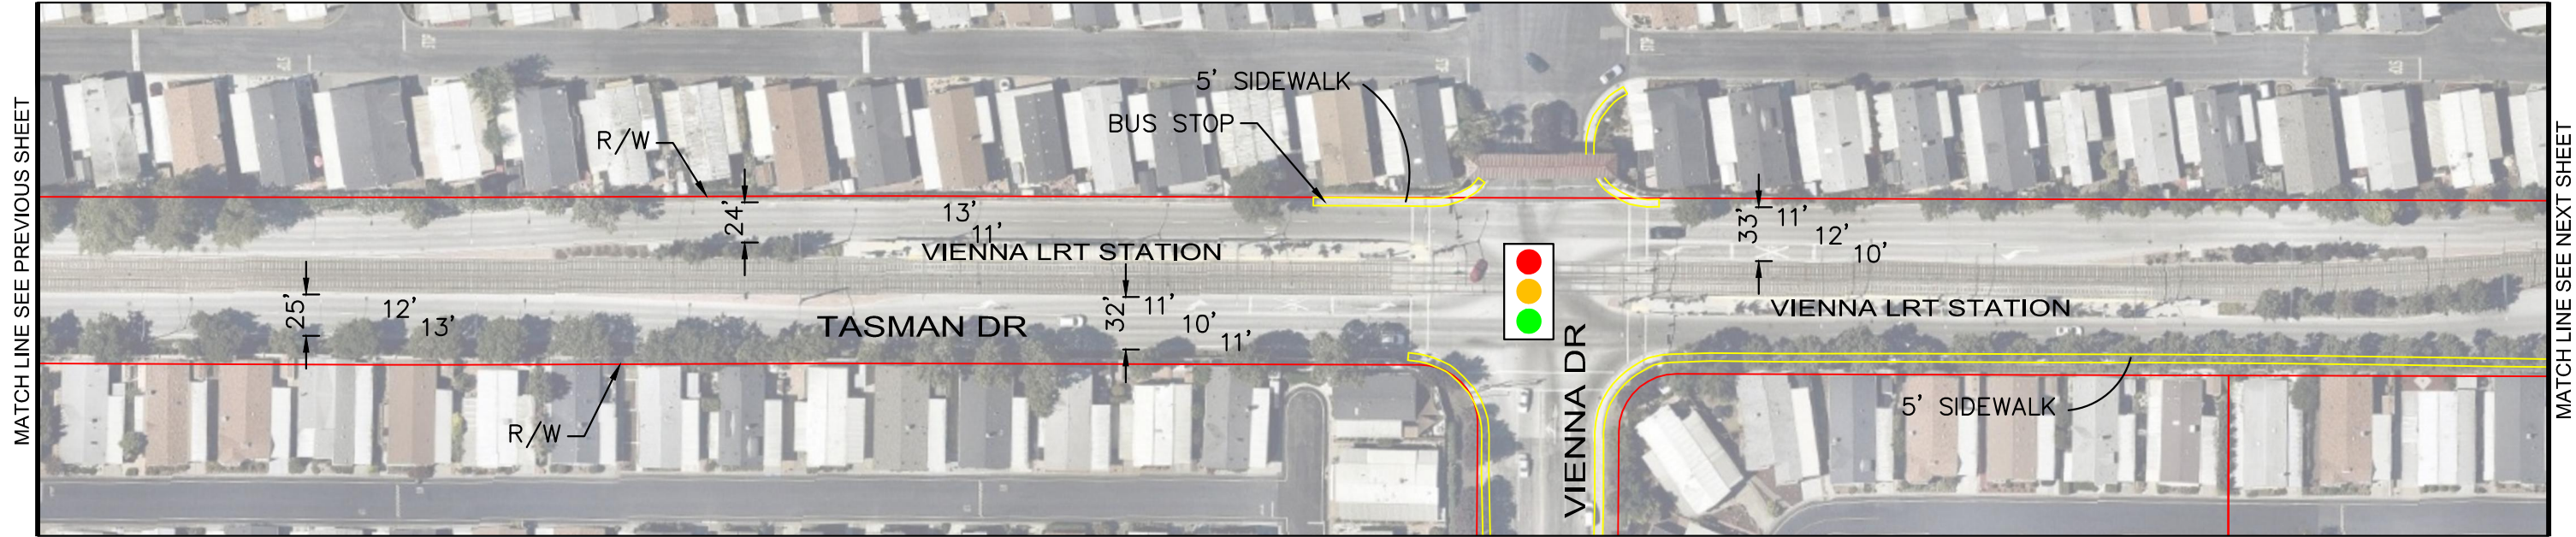 MATCH LINE SEE PREVIOUS SHEET
5' SIDEWALK
BUS STOP
R/W
24'
13'
11'
VIENNA LRT STATION
33'
11'
12'
10'
25'
12'
13'
TASMAN DR
32'
11'
10'
11'
VIENNA LRT STATION
VIENNA DR
R/W
5' SIDEWALK
MATCH LINE SEE NEXT SHEET